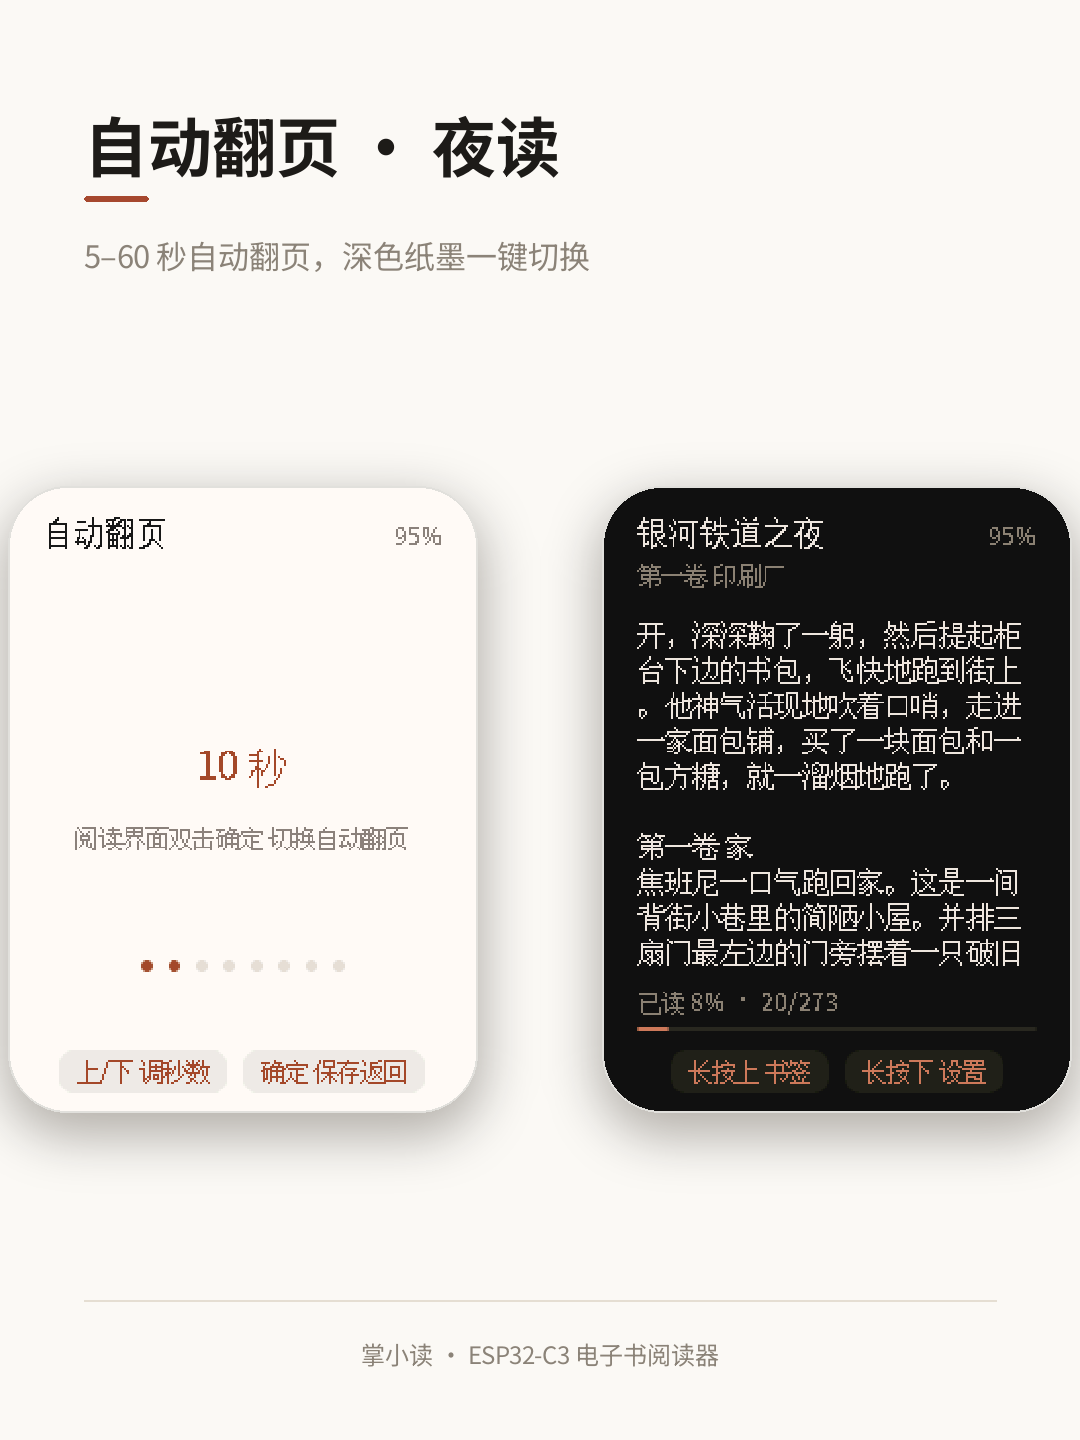 自动翻页 · 夜读
5–60 秒自动翻页，深色纸墨一键切换
自动翻页
95%
10 秒
阅读界面双击确定 切换自动翻页
上/下 调秒数
确定 保存返回
银河铁道之夜
95%
第一卷 印刷厂
开，深深鞠了一躬，然后提起柜
台下边的书包，飞快地跑到街上
。他神气活现地吹着口哨，走进
一家面包铺，买了一块面包和一
包方糖，就一溜烟地跑了。
第一卷 家
焦班尼一口气跑回家。这是一间
背街小巷里的简陋小屋。并排三
扇门最左边的门旁摆着一只破旧
已读 8% · 20/273
长按上 书签
长按下 设置
掌小读 · ESP32-C3 电子书阅读器